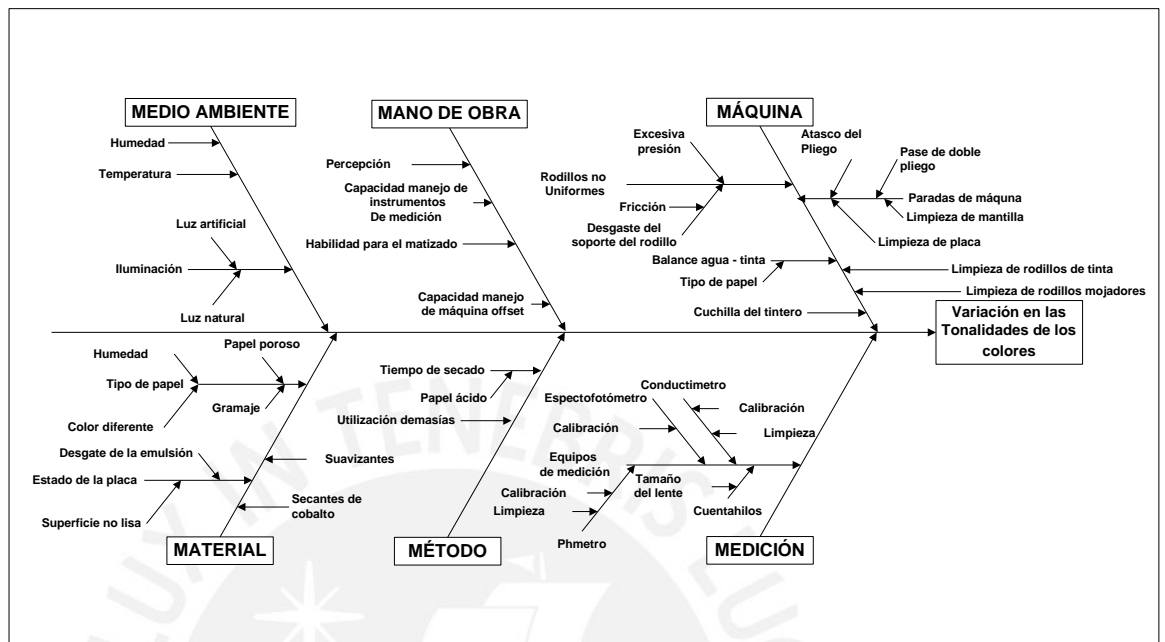 MEDIO AMBIENTE
Humedad
Temperatura
Luz artificial
Iluminación
Luz natural
MANO DE OBRA
Percepción
Capacidad manejo de
instrumentos
De medición
Habilidad para el matizado
Capacidad manejo
de máquina offset
MÁQUINA
Excesiva
presión
Rodillos no
Uniformes
Fricción
Desgaste del
soporte del rodillo
Atasco del
Pliego
Pase de doble
pliego
Paradas de máquna
Limpieza de mantilla
Limpieza de placa
Balance agua - tinta
Tipo de papel
Limpieza de rodillos de tinta
Limpieza de rodillos mojadores
Cuchilla del tintero
Variación en las
Tonalidades de los
colores
Humedad
Papel poroso
Tipo de papel
Gramaje
Color diferente
Desgate de la emulsión
Suavizantes
Estado de la placa
Secantes de
cobalto
Superficie no lisa
MATERIAL
Tiempo de secado
Papel ácido
Utilización demasías
MÉTODO
Conductimetro
Espectofotómetro
Calibración
Calibración
Limpieza
Equipos
de medición
Tamaño
del lente
Calibración
Limpieza
Cuentahilos
Phmetro
MEDICIÓN
LUX IN TENEBRIS LUC